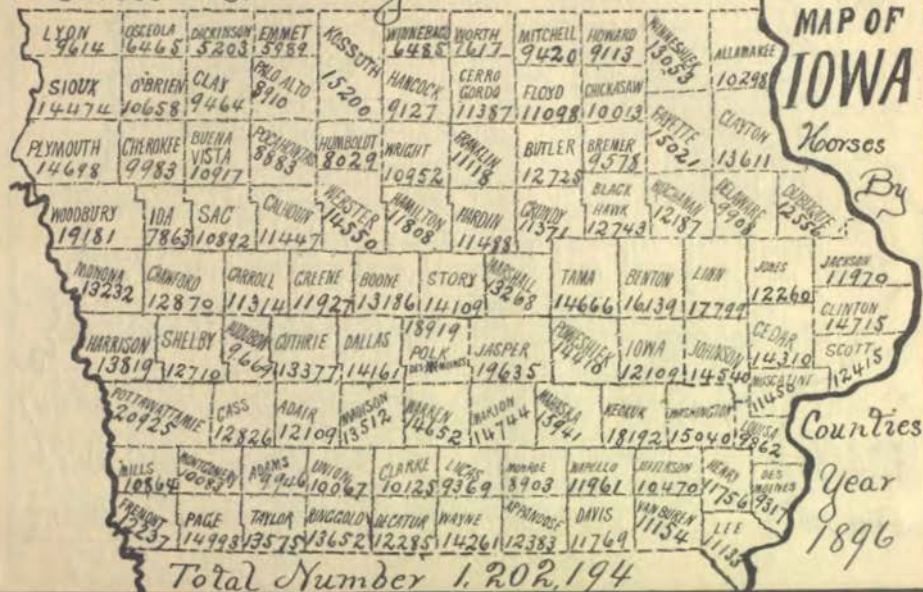 MAP OF
IOWA
Horses
By
Counties
Year
1896
LYON
9614
OSCEOLA
6465
DICKINSON
5203
EMMET
5989
KOSSUTH
15200
WINNEBAGO
6485
WORTH
7617
MITCHELL
9420
HOWARD
9113
WINNESHIEK
13053
ALLAMAKEE
10298
SIOUX
14474
O'BRIEN
10658
CLAY
9464
PALO ALTO
8910
HANCOCK
9127
CERRO
GORDO
11387
FLOYD
11098
CHICKASAW
10013
FAYETTE
15021
CLAYTON
13611
PLYMOUTH
14698
CHEROKEE
9983
BUENA
VISTA
10917
POCAHONTAS
8883
HUMBOLDT
8029
WRIGHT
10952
FRANKLIN
11118
BUTLER
12725
BREMER
9578
WOODBURY
19181
IDA
7863
SAC
10892
CALHOUN
11447
WEBSTER
14550
HAMILTON
11808
HARDIN
11488
GRUNDY
11371
BLACK
HAWK
12743
BUCHANAN
12187
DELAWARE
9908
DUBUQUE
12556
MONONA
13232
CRAWFORD
12870
CARROLL
11314
GREENE
11927
BOONE
13186
STORY
14109
MARSHALL
13268
TAMA
14666
BENTON
16139
LINN
17799
JONES
12260
JACKSON
11970
CLINTON
14715
HARRISON
13819
SHELBY
12710
AUDUBON
9669
GUTHRIE
13377
DALLAS
14161
18919
POLK
DES MOINES
JASPER
19635
POWESHIEK
IOWA
12109
JOHNSON
14540
CEDAR
14310
SCOTT
12415
MUSCATINE
11450
POTTAWATTAMIE
20925
CASS
12826
ADAIR
12109
MADISON
13512
WARREN
14652
MARION
14744
MAHASKA
15941
KEOKUK
18192
WASHINGTON
15040
LOUISA
9962
MILLS
10864
MONTGOMERY
10083
ADAMS
9946
UNION
10067
CLARKE
10125
LUCAS
9369
MONROE
8903
WAPELLO
11961
JEFFERSON
10470
HENRY
11756
DES
MOINES
9317
FREMONT
12237
PAGE
14993
TAYLOR
13575
RINGGOLD
13652
DECATUR
12285
WAYNE
14261
APPANOOSE
12383
DAVIS
11769
VAN BUREN
11154
LEE
11133
Total Number 1,202,194